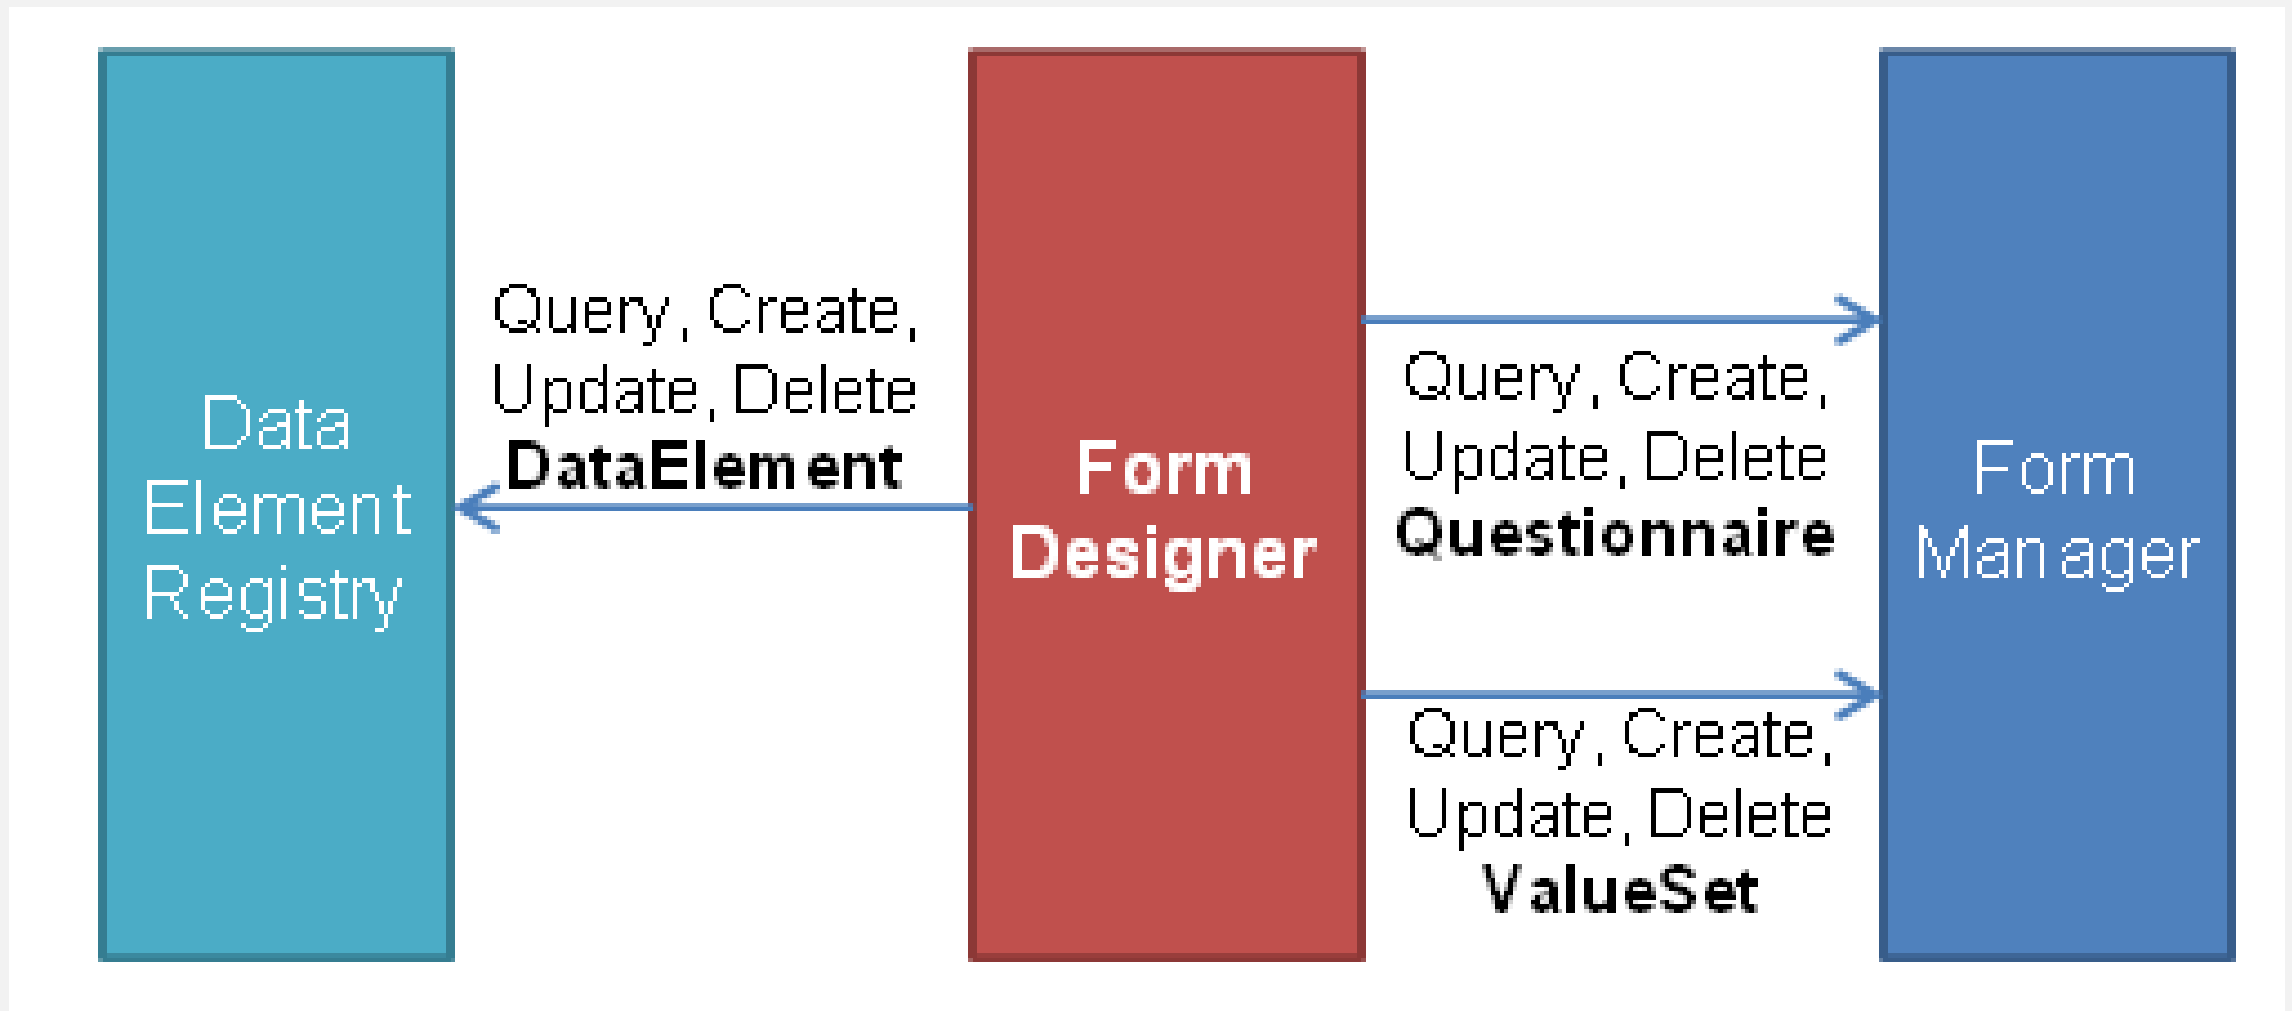 Data
Element
Registry
Query, Create,
Update, Delete
DataElement
Form
Designer
Query, Create,
Update, Delete
Questionnaire
Query, Create,
Update, Delete
ValueSet
Form
Manager